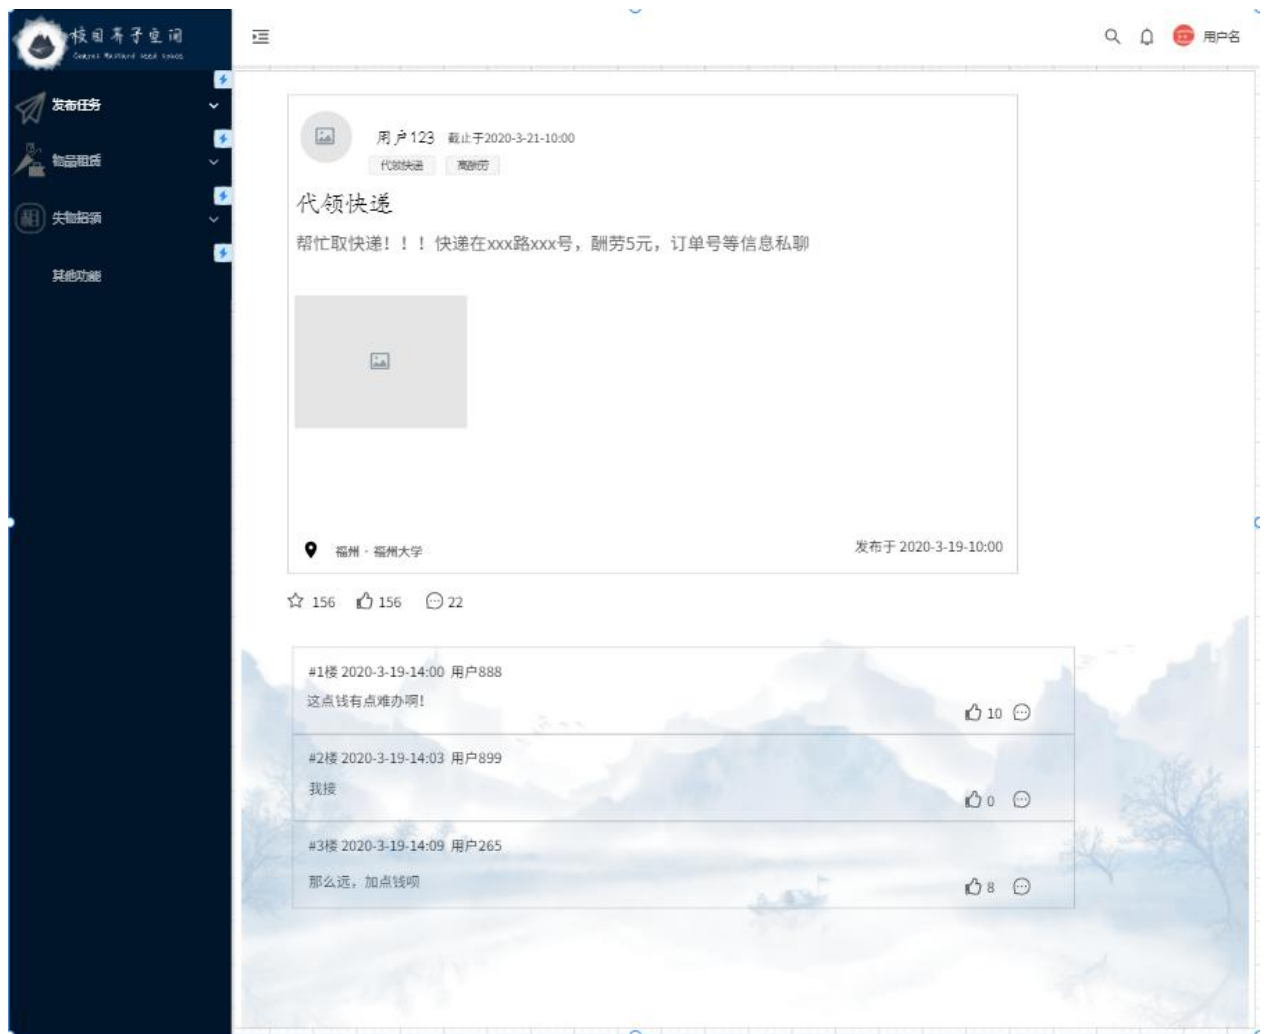 校园芥子空间
Campus Mustard seed space
用户名
发布任务
物品租赁
失物招领
其他功能
用户123 截止于2020-3-21-10:00
代领快递 高酬劳
代领快递
帮忙取快递！！！快递在xxx路xxx号，酬劳5元，订单号等信息私聊
福州 · 福州大学
发布于 2020-3-19-10:00
156 156 22
#1楼 2020-3-19-14:00 用户888
这点钱有点难办啊！
10
#2楼 2020-3-19-14:03 用户899
我接
0
#3楼 2020-3-19-14:09 用户265
那么远，加点钱呗
8